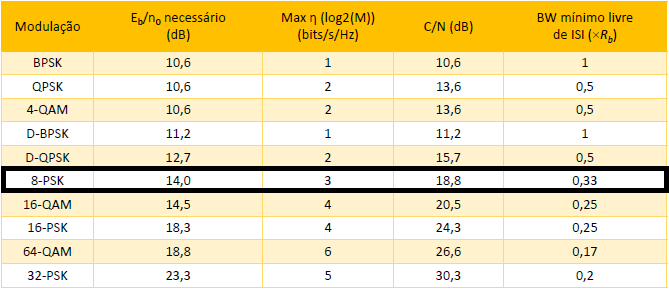 Modulação E_b/n_0 necessário (dB) Max η (log2(M)) (bits/s/Hz) C/N (dB) BW mínimo livre de ISI (×R_b)
BPSK 10,6 1 10,6 1
QPSK 10,6 2 13,6 0,5
4-QAM 10,6 2 13,6 0,5
D-BPSK 11,2 1 11,2 1
D-QPSK 12,7 2 15,7 0,5
8-PSK 14,0 3 18,8 0,33
16-QAM 14,5 4 20,5 0,25
16-PSK 18,3 4 24,3 0,25
64-QAM 18,8 6 26,6 0,17
32-PSK 23,3 5 30,3 0,2